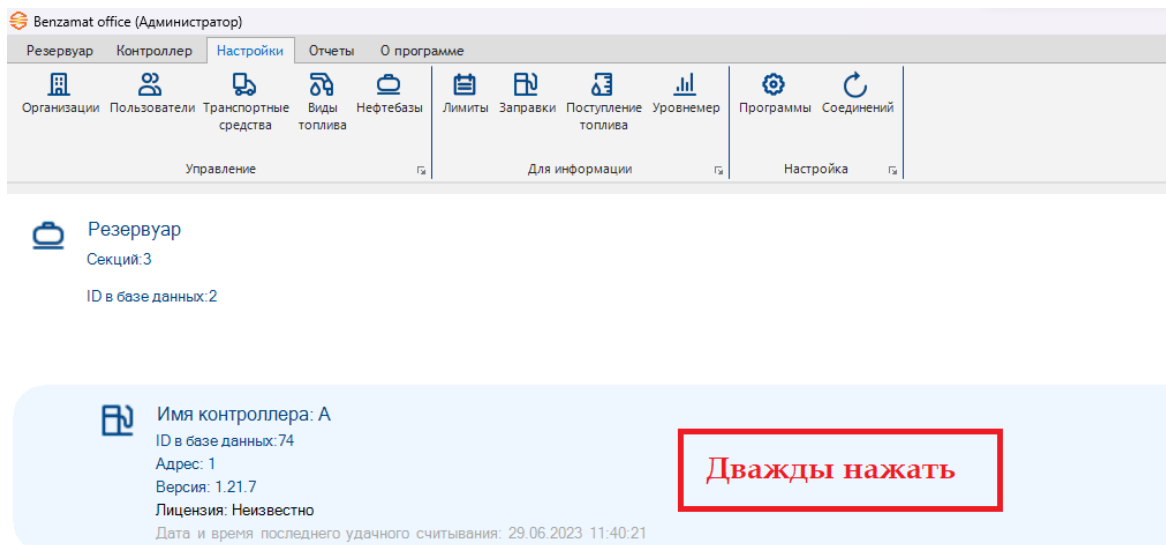 Benzamat office (Администратор)
Резервуар Контроллер Настройки Отчеты О программе
Организации Пользователи Транспортные средства Виды топлива Нефтебазы Лимиты Заправки Поступление топлива Уровнемер Программы Соединений
Управление Для информации Настройка
Резервуар
Секций:3
ID в базе данных:2
Имя контроллера: А
ID в базе данных:74
Адрес: 1
Версия: 1.21.7
Лицензия: Неизвестно
Дата и время последнего удачного считывания: 29.06.2023 11:40:21
Дважды нажать